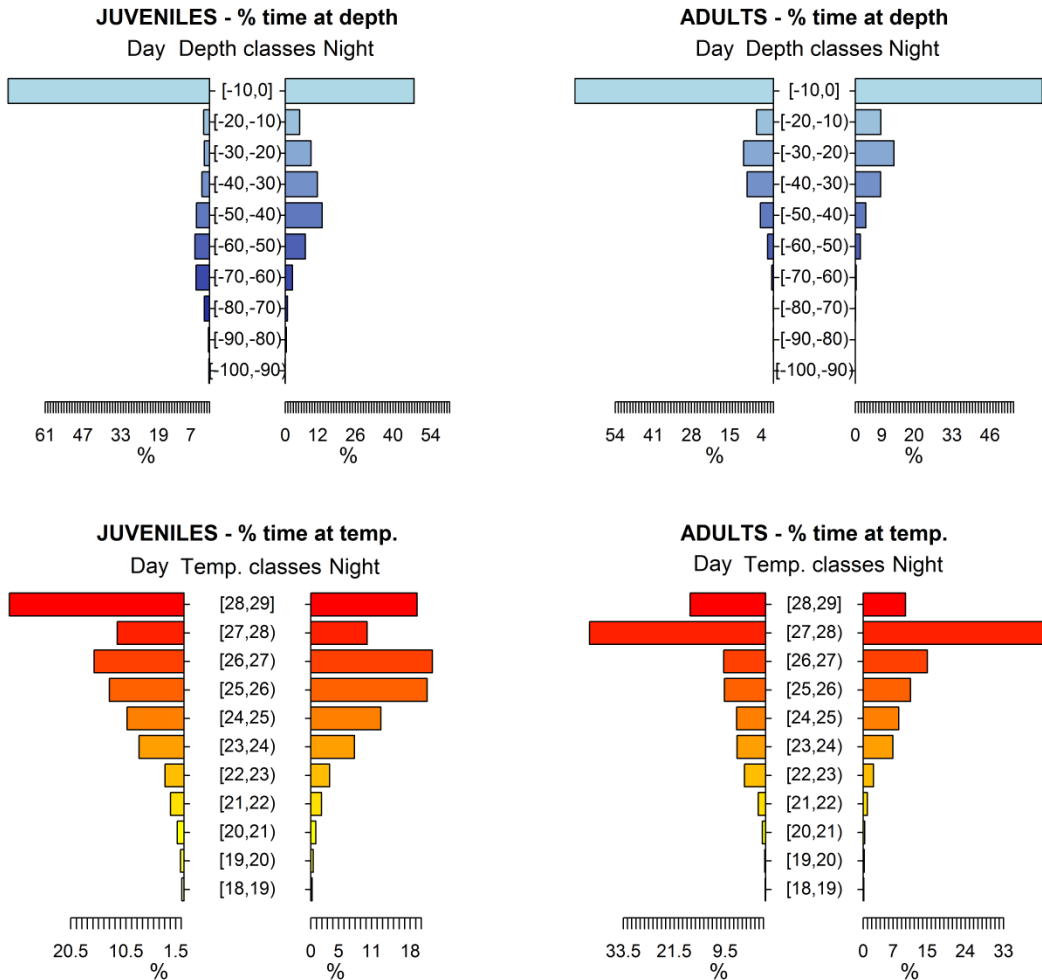 JUVENILES - % time at depth
Day Depth classes Night
[-10,0]
[-20,-10)
[-30,-20)
[-40,-30)
[-50,-40)
[-60,-50)
[-70,-60)
[-80,-70)
[-90,-80)
[-100,-90)
61 47 33 19 7
0 12 26 40 54
% %
ADULTS - % time at depth
Day Depth classes Night
[-10,0]
[-20,-10)
[-30,-20)
[-40,-30)
[-50,-40)
[-60,-50)
[-70,-60)
[-80,-70)
[-90,-80)
[-100,-90)
54 41 28 15 4
0 9 20 33 46
% %
JUVENILES - % time at temp.
Day Temp. classes Night
[28,29]
[27,28)
[26,27)
[25,26)
[24,25)
[23,24)
[22,23)
[21,22)
[20,21)
[19,20)
[18,19)
20.5 10.5 1.5
0 5 11 18
% %
ADULTS - % time at temp.
Day Temp. classes Night
[28,29]
[27,28)
[26,27)
[25,26)
[24,25)
[23,24)
[22,23)
[21,22)
[20,21)
[19,20)
[18,19)
33.5 21.5 9.5
0 7 15 24 33
% %